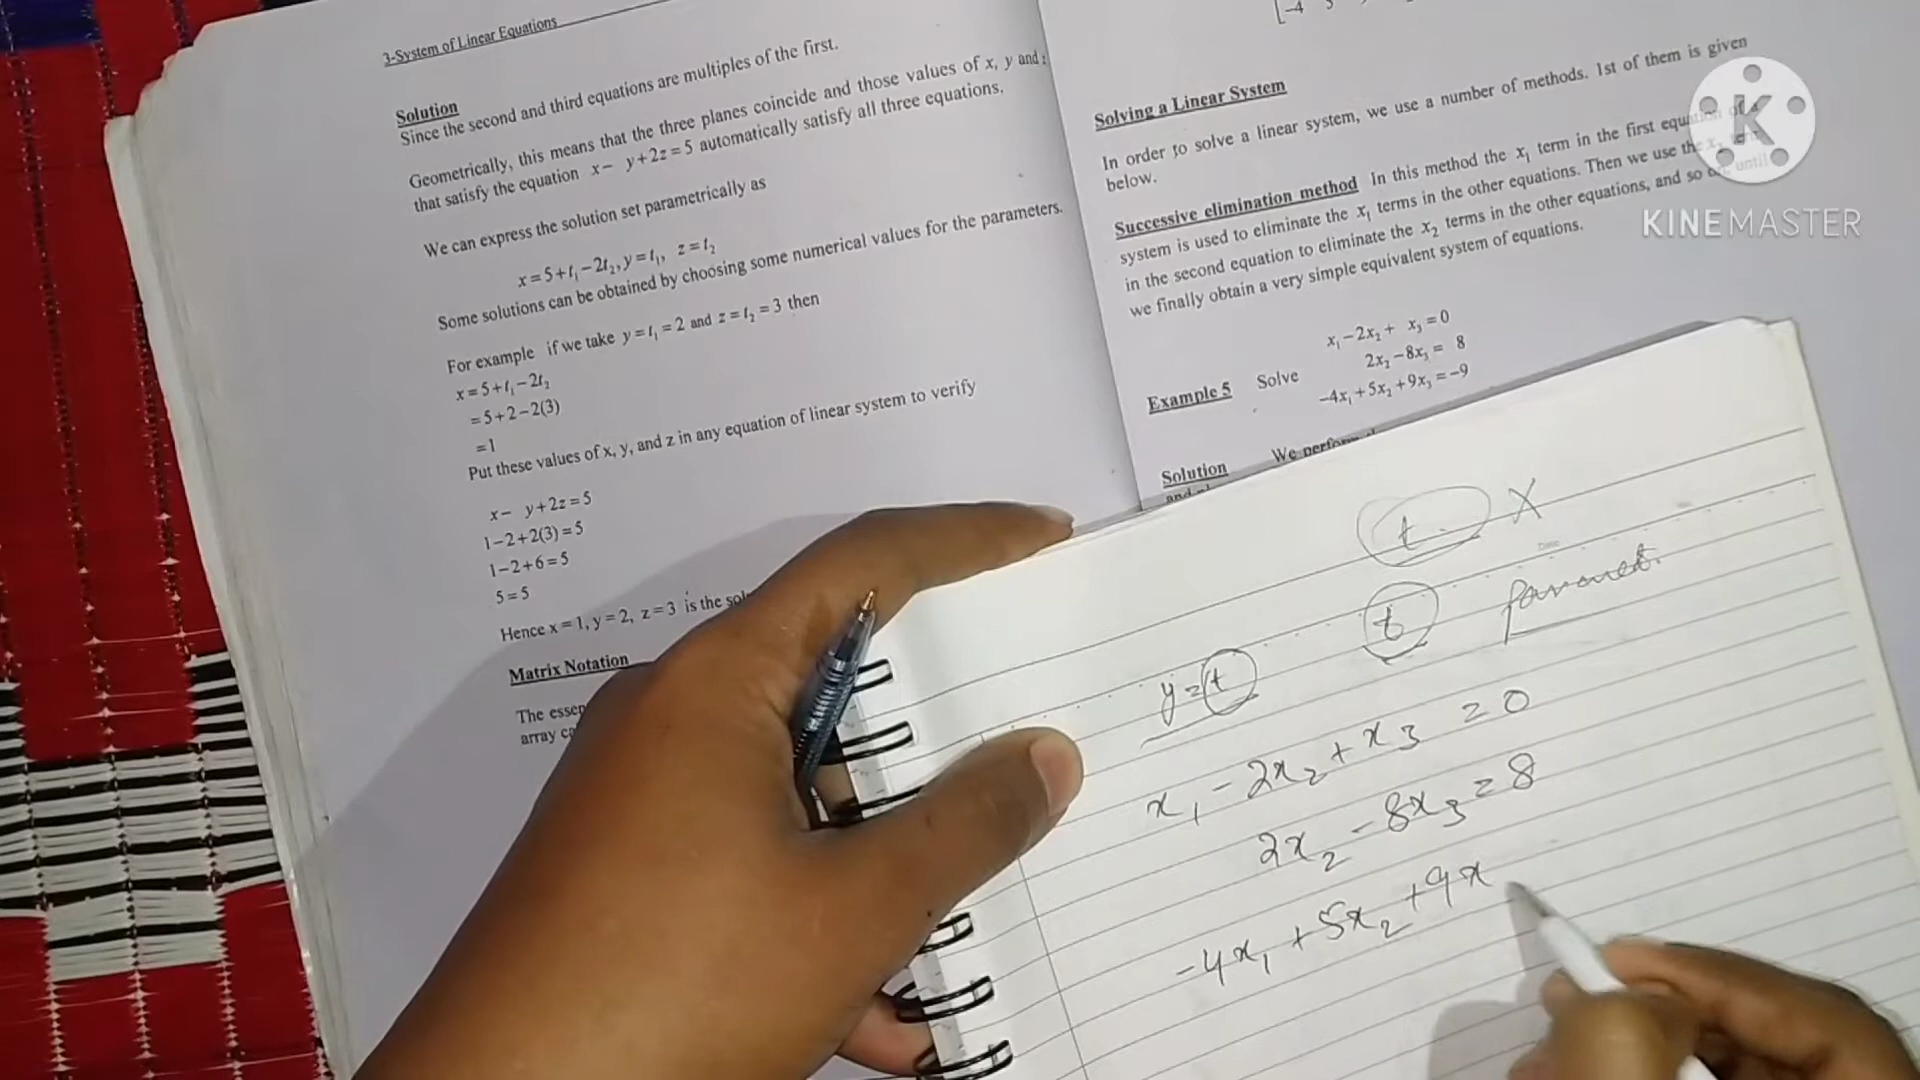 3-System of Linear Equations
Solution
Since the second and third equations are multiples of the first.
Geometrically, this means that the three planes coincide and those values of x, y and z
that satisfy the equation x− y+2z=5 automatically satisfy all three equations.
We can express the solution set parametrically as
x=5+t₁−2t₂, y=t₁, z=t₂
Some solutions can be obtained by choosing some numerical values for the parameters.
For example if we take y=t₁=2 and z=t₂=3 then
x=5+t₁−2t₂
=5+2−2(3)
=1
Put these values of x, y, and z in any equation of linear system to verify
x− y+2z=5
1−2+2(3)=5
1−2+6=5
5=5
Hence x=1, y=2, z=3 is the
Matrix Notation
The
array
[−4
Solving a Linear System
In order to solve a linear system, we use a number of methods. 1st of them is given
below.
Successive elimination method In this method the x₁ term in the first equation
system is used to eliminate the x₁ terms in the other equations. Then we use the x₂
in the second equation to eliminate the x₂ terms in the other equations, and so until
we finally obtain a very simple equivalent system of equations.
x₁−2x₂+ x₃=0
Example 5 Solve 2x₂−8x₃= 8
−4x₁+5x₂+9x₃=−9
Solution We
K
KINEMASTER
t X
t
y=t
x₁ − 2x₂ + x₃ = 0
2x₂ − 8x₃ = 8
−4x₁ + 5x₂ + 9x
Date